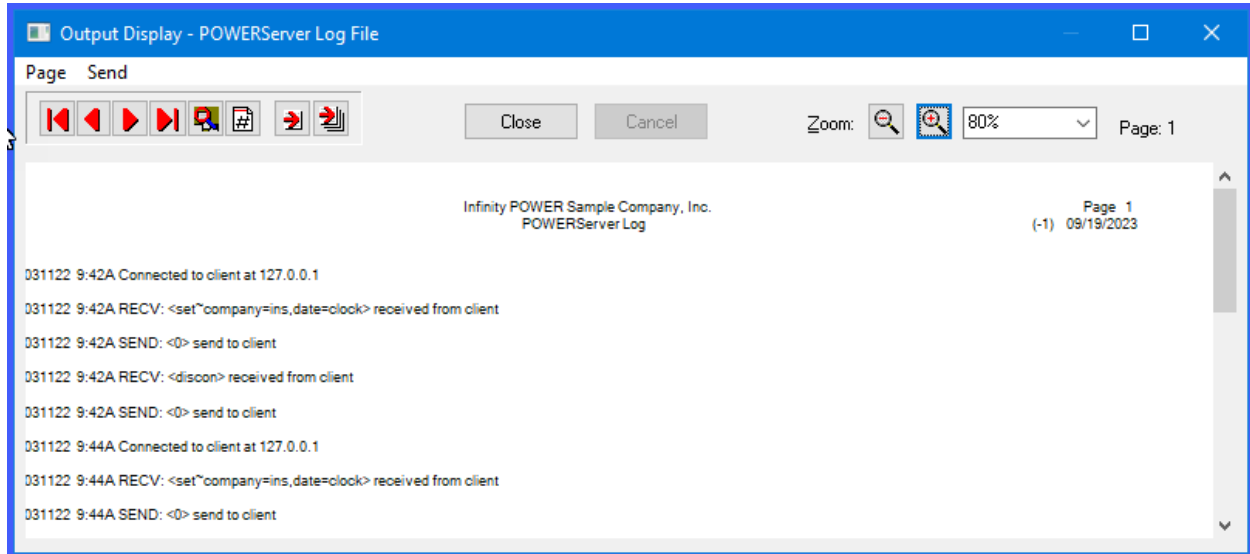 Output Display - POWERServer Log File
Page Send
Close Cancel Zoom: 80% Page: 1
Infinity POWER Sample Company, Inc. Page 1
POWERServer Log (-1) 09/19/2023
031122 9:42A Connected to client at 127.0.0.1
031122 9:42A RECV: <set~company=ins,date=clock> received from client
031122 9:42A SEND: <0> send to client
031122 9:42A RECV: <discon> received from client
031122 9:42A SEND: <0> send to client
031122 9:44A Connected to client at 127.0.0.1
031122 9:44A RECV: <set~company=ins,date=clock> received from client
031122 9:44A SEND: <0> send to client